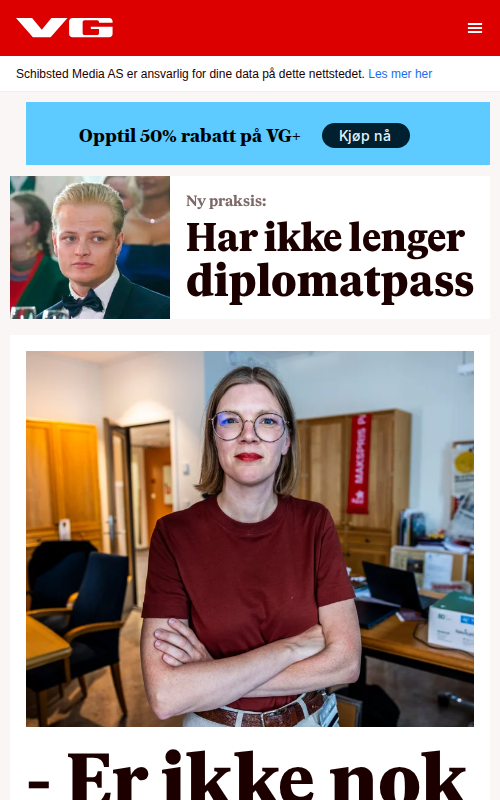 VG
Schibsted Media AS er ansvarlig for dine data på dette nettstedet. Les mer her
Opptil 50% rabatt på VG+ Kjøp nå
Ny praksis:
Har ikke lenger
diplomatpass
MAKSPRIS P
- Er ikke nok